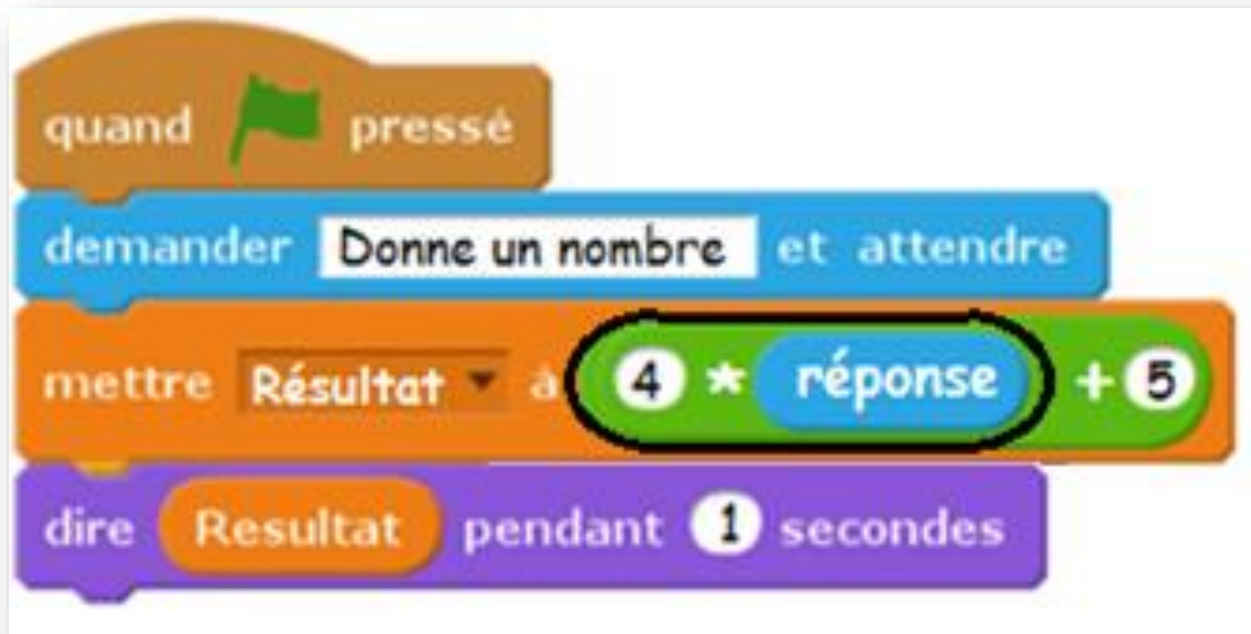 quand pressé
demander Donne un nombre et attendre
mettre Résultat à 4 * réponse + 5
dire Resultat pendant 1 secondes